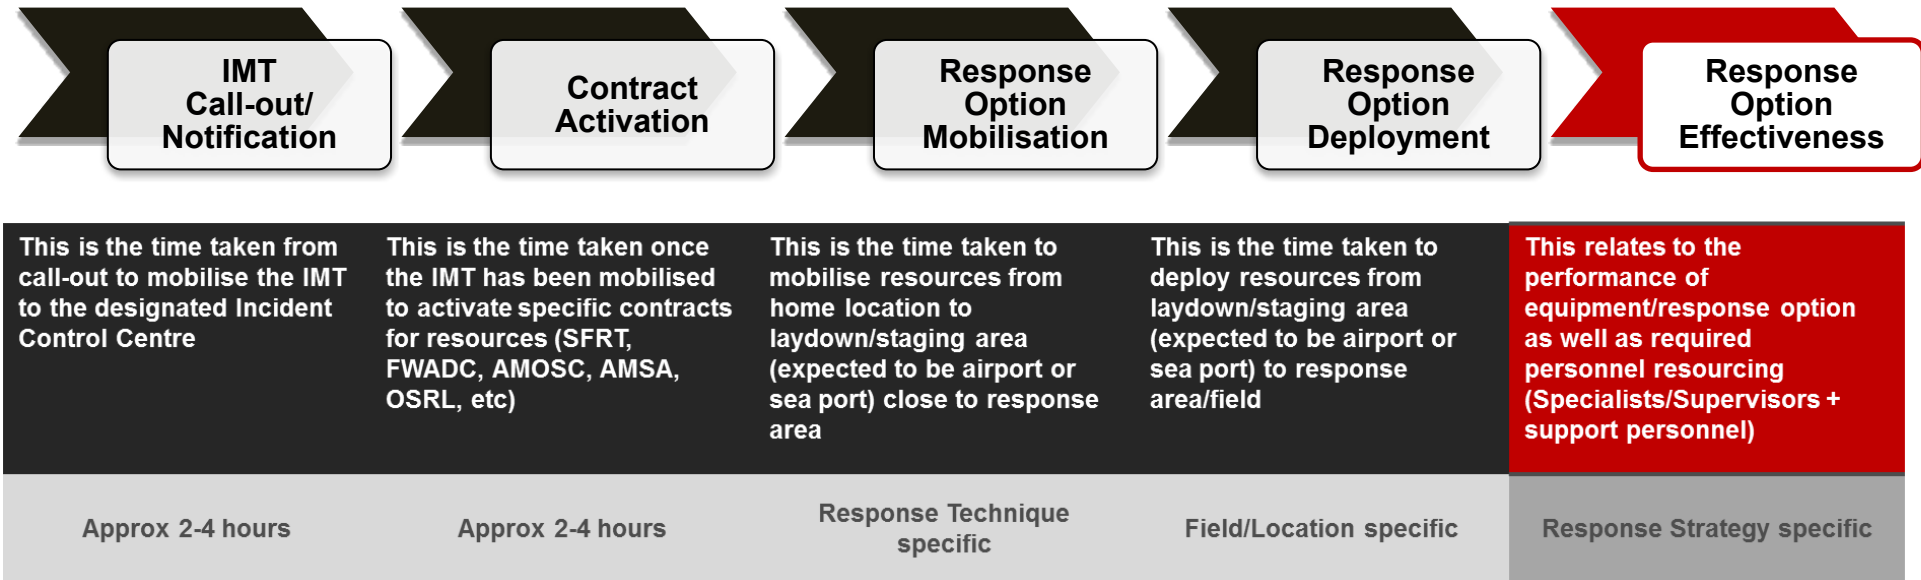 IMT
Call-out/
Notification
Contract
Activation
Response
Option
Mobilisation
Response
Option
Deployment
Response
Option
Effectiveness
This is the time taken from
call-out to mobilise the IMT
to the designated Incident
Control Centre
This is the time taken once
the IMT has been mobilised
to activate specific contracts
for resources (SFRT,
FWADC, AMOSC, AMSA,
OSRL, etc)
This is the time taken to
mobilise resources from
home location to
laydown/staging area
(expected to be airport or
sea port) close to response
area
This is the time taken to
deploy resources from
laydown/staging area
(expected to be airport or
sea port) to response
area/field
This relates to the
performance of
equipment/response option
as well as required
personnel resourcing
(Specialists/Supervisors +
support personnel)
Approx 2-4 hours
Approx 2-4 hours
Response Technique
specific
Field/Location specific
Response Strategy specific